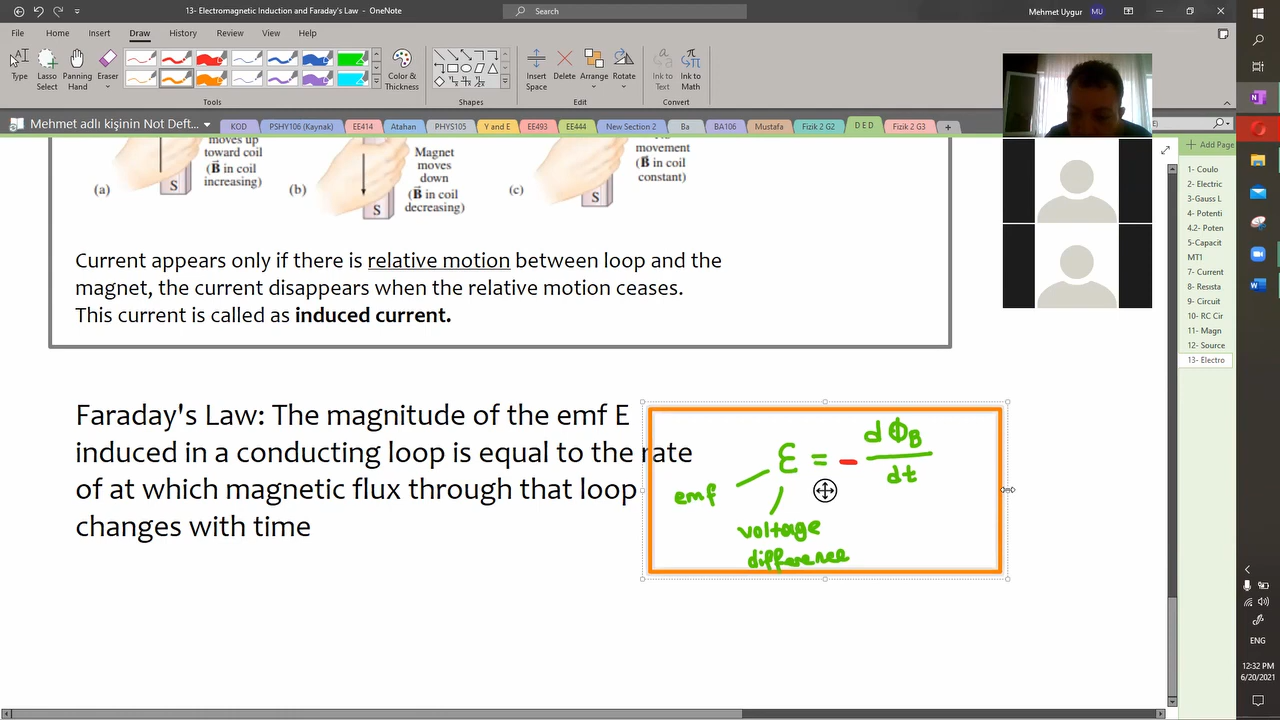 13- Electromagnetic Induction and Faraday's Law - OneNote
Search
Mehmet Uygur
MU
File
Home
Insert
Draw
History
Review
View
Help
Type
Lasso Select
Panning Hand
Eraser
Color & Thickness
Insert Space
Delete
Arrange
Rotate
Ink to Text
Ink to Math
Tools
Shapes
Edit
Convert
Mehmet adlı kişinin Not Deft...
KOD
PSHY106 (Kaynak)
EE414
Atahan
PHYS105
Y and E
EE493
EE444
New Section 2
Ba
BA106
Mustafa
Fizik 2 G2
D E D
Fizik 2 G3
Add Page
1- Coulo
2- Electric
3-Gauss L
4- Potenti
4.2- Poten
5-Capacit
MT1
7- Current
8- Resista
9- Circuit
10- RC Cir
11- Magn
12- Source
13- Electro
moves up
toward coil
(B⃗ in coil
increasing)
(a)
S
Magnet
moves
down
(B⃗ in coil
decreasing)
(b)
S
movement
(B⃗ in coil
constant)
(c)
S
Current appears only if there is relative motion between loop and the
magnet, the current disappears when the relative motion ceases.
This current is called as induced current.
Faraday's Law: The magnitude of the emf E
induced in a conducting loop is equal to the rate
of at which magnetic flux through that loop
changes with time
ℰ = - dΦB/dt
emf
voltage
difference
ENG
12:32 PM
6/20/2021